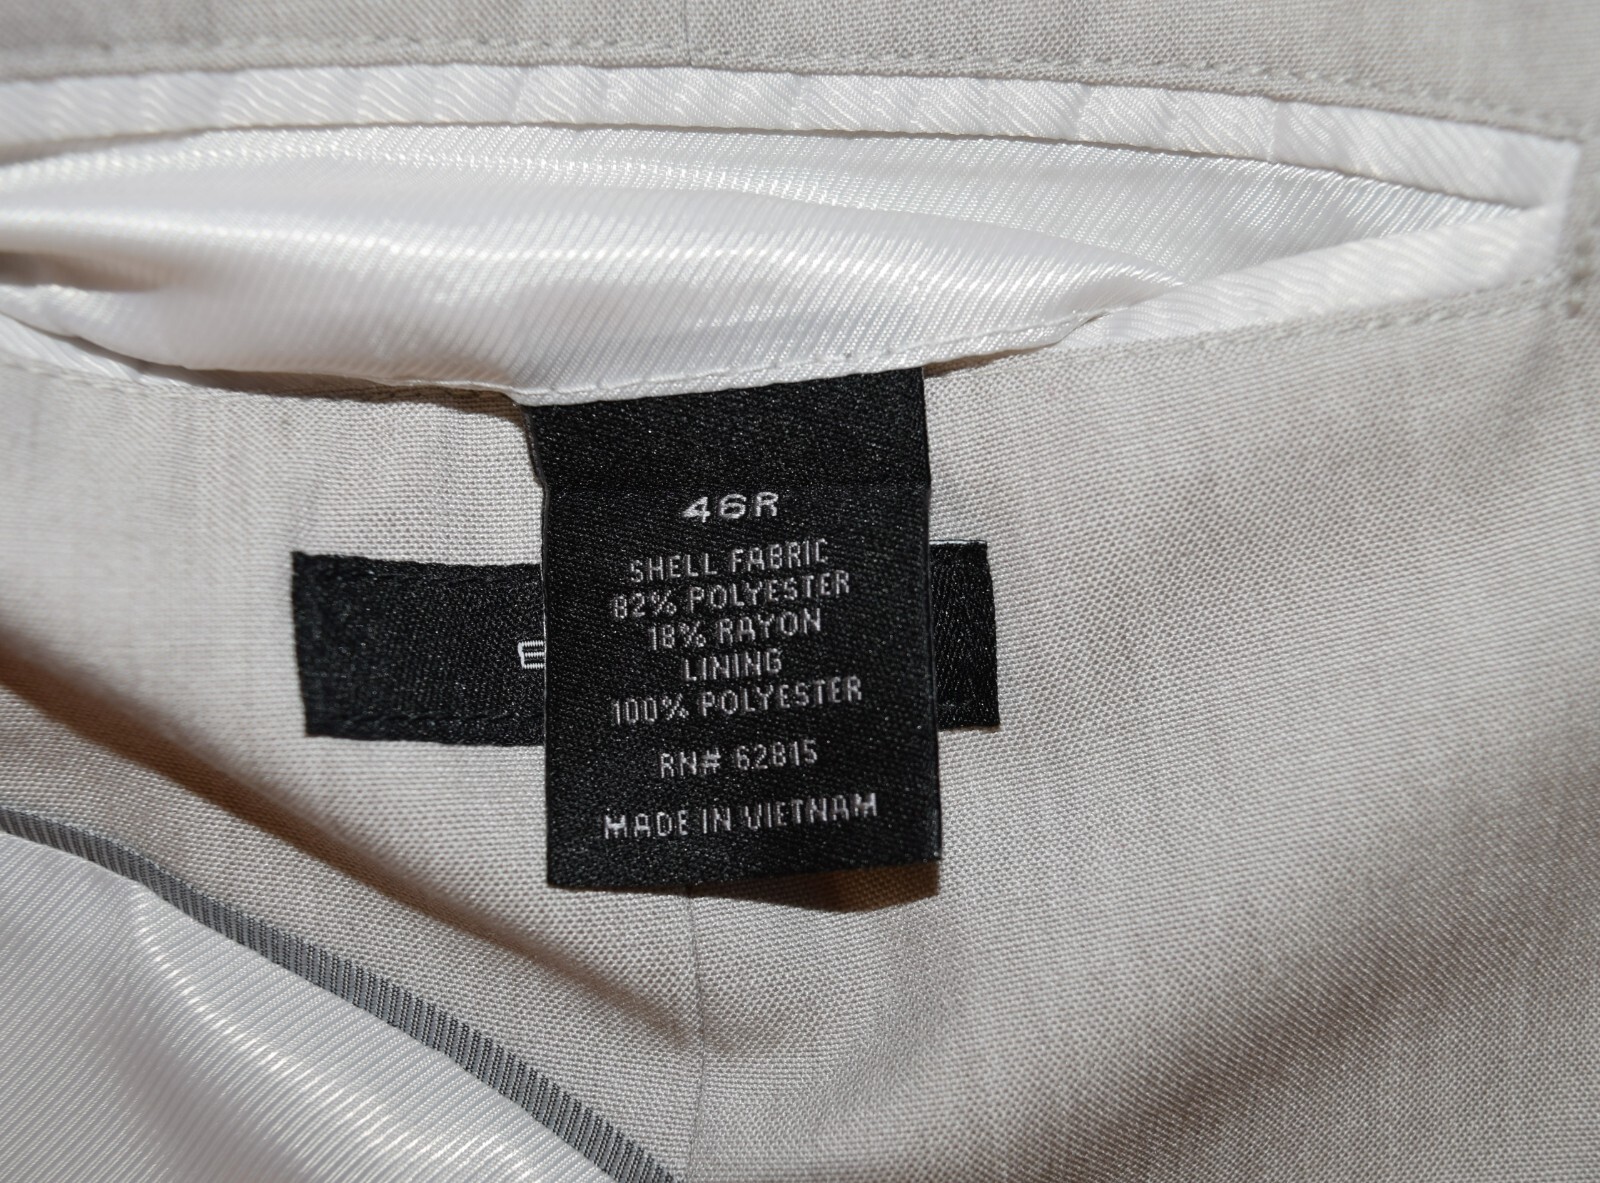 46R
SHELL FABRIC
82% POLYESTER
18% RAYON
LINING
100% POLYESTER
RN# 62815
MADE IN VIETNAM